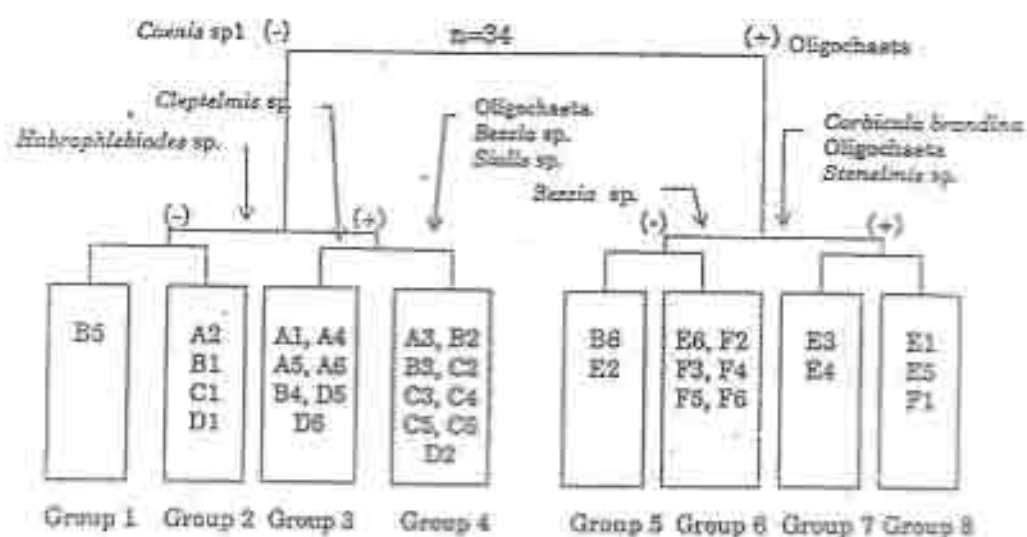 Caenis sp1 (-) n=34 (+) Oligochaeta
Cleptelmis sp.
Oligochaeta
Bezzia sp.
Sialis sp.
Habrophlebiodes sp.
Corbicula brandina
Oligochaeta
Stenelmis sp.
Bezzia sp.
(-) (+) (-) (+)
B5
A2
B1
C1
D1
A1, A4
A5, A6
B4, D5
D6
A3, B2
B3, C2
C3, C4
C5, C6
D2
B6
E2
E6, F2
F3, F4
F5, F6
E3
E4
E1
E5
F1
Group 1 Group 2 Group 3 Group 4 Group 5 Group 6 Group 7 Group 8